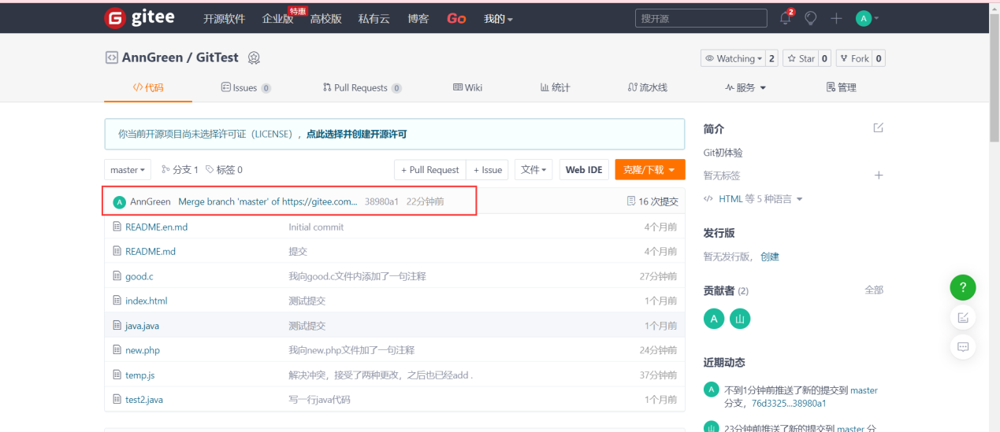 gitee 开源软件 企业版 特惠 高校版 私有云 博客 Go 我的 搜开源 2 A
AnnGreen / GitTest Watching 2 Star 0 Fork 0
代码 Issues 0 Pull Requests 0 Wiki 统计 流水线 服务 管理
你当前开源项目尚未选择许可证（LICENSE），点此选择并创建开源许可
master 分支 1 标签 0 + Pull Request + Issue 文件 Web IDE 克隆/下载
A AnnGreen Merge branch 'master' of https://gitee.com... 38980a1 22分钟前 16 次提交
README.en.md Initial commit 4个月前
README.md 提交 4个月前
good.c 我向good.c文件内添加了一句注释 27分钟前
index.html 测试提交 1个月前
java.java 测试提交 1个月前
new.php 我向new.php文件加了一句注释 24分钟前
temp.js 解决冲突，接受了两种更改，之后也已经add . 37分钟前
test2.java 写一行java代码 1个月前
简介
Git初体验
暂无标签
HTML 等 5 种语言
发行版
暂无发行版，创建
贡献者 (2) 全部
A 山
近期动态
A 不到1分钟前推送了新的提交到 master
分支，76d3325...38980a1
山 23分钟前推送了新的提交到 master 分
?